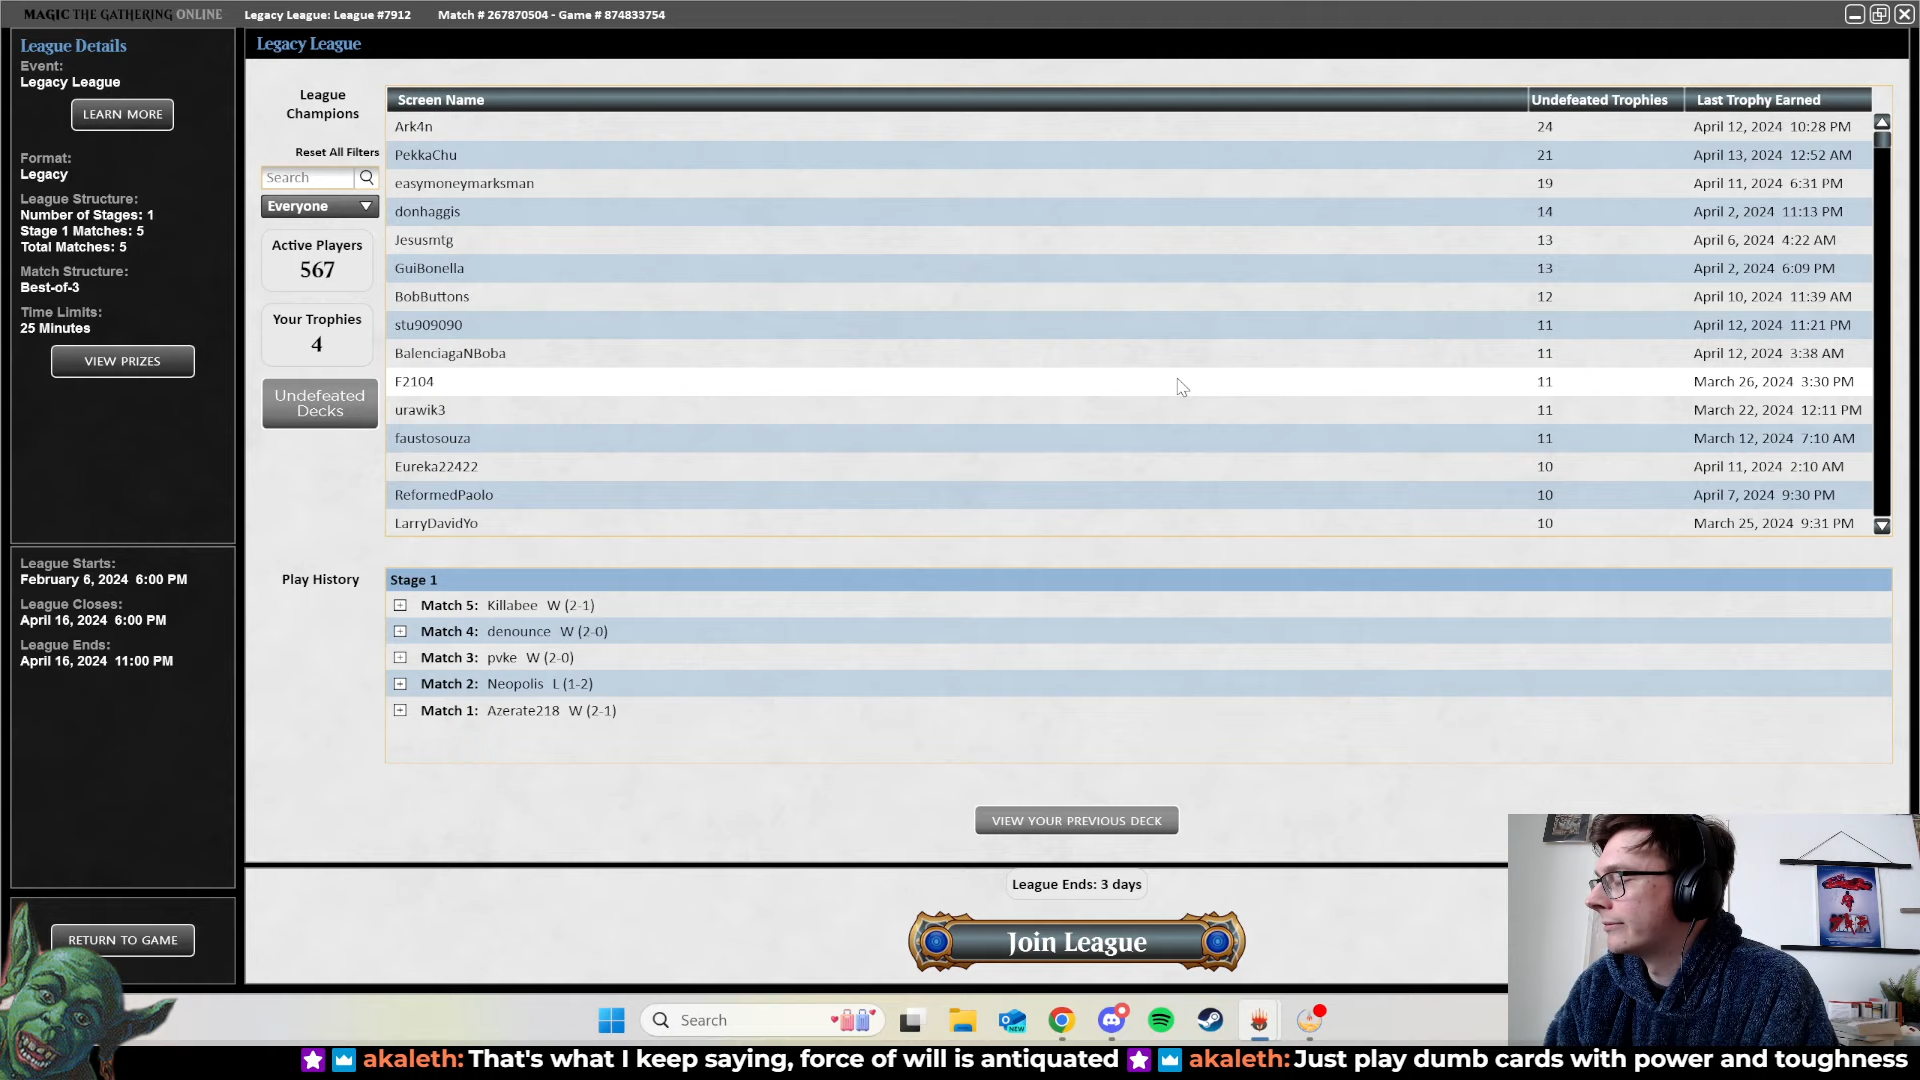 MAGIC THE GATHERING ONLINE
Legacy League: League #7912
Match # 267870504 - Game # 874833754
League Details
Event:
Legacy League
LEARN MORE
Format:
Legacy
League Structure:
Number of Stages: 1
Stage 1 Matches: 5
Total Matches: 5
Match Structure:
Best-of-3
Time Limits:
25 Minutes
VIEW PRIZES
League Starts:
February 6, 2024 6:00 PM
League Closes:
April 16, 2024 6:00 PM
League Ends:
April 16, 2024 11:00 PM
RETURN TO GAME
Legacy League
League
Champions
Reset All Filters
Search
Everyone
Active Players
567
Your Trophies
4
Undefeated
Decks
Screen Name Undefeated Trophies Last Trophy Earned
Ark4n 24 April 12, 2024 10:28 PM
PekkaChu 21 April 13, 2024 12:52 AM
easymoneymarksman 19 April 11, 2024 6:31 PM
donhaggis 14 April 2, 2024 11:13 PM
Jesusmtg 13 April 6, 2024 4:22 AM
GuiBonella 13 April 2, 2024 6:09 PM
BobButtons 12 April 10, 2024 11:39 AM
stu909090 11 April 12, 2024 11:21 PM
BalenciagaNBoba 11 April 12, 2024 3:38 AM
F2104 11 March 26, 2024 3:30 PM
urawik3 11 March 22, 2024 12:11 PM
faustosouza 11 March 12, 2024 7:10 AM
Eureka22422 10 April 11, 2024 2:10 AM
ReformedPaolo 10 April 7, 2024 9:30 PM
LarryDavidYo 10 March 25, 2024 9:31 PM
Play History
Stage 1
Match 5: Killabee W (2-1)
Match 4: denounce W (2-0)
Match 3: pvke W (2-0)
Match 2: Neopolis L (1-2)
Match 1: Azerate218 W (2-1)
VIEW YOUR PREVIOUS DECK
League Ends: 3 days
Join League
Search
NEW
akaleth: That's what I keep saying, force of will is antiquated akaleth: Just play dumb cards with power and toughness